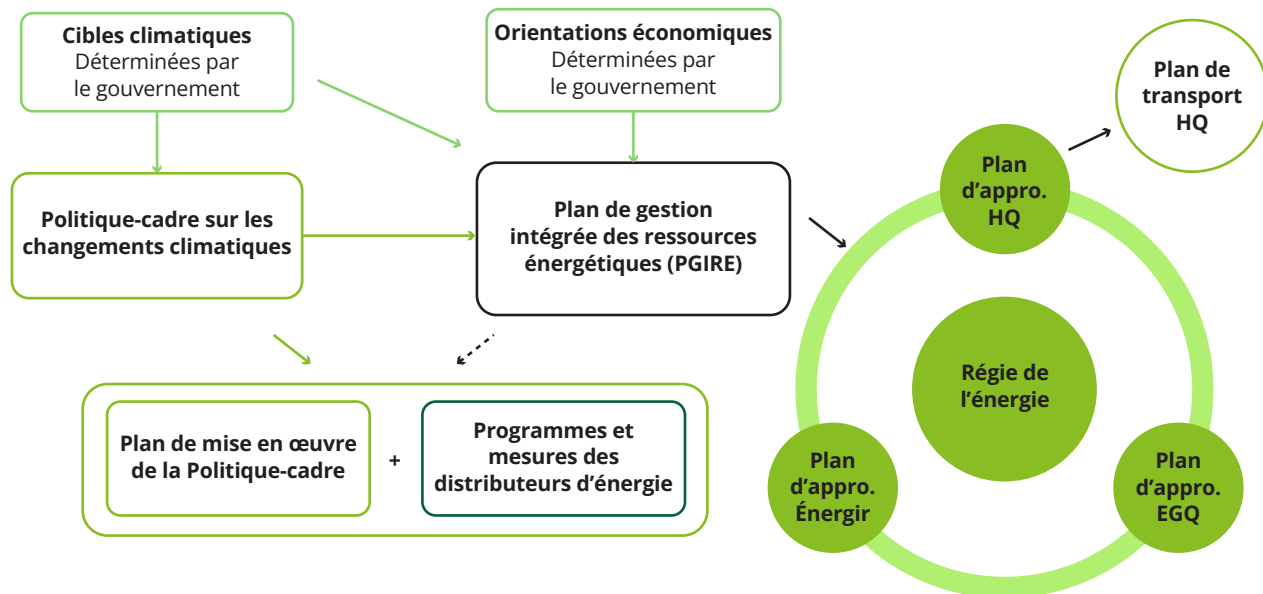 Cibles climatiques
Déterminées par
le gouvernement
Orientations économiques
Déterminées par
le gouvernement
Plan de
transport
HQ
Plan
d’appro.
HQ
Politique-cadre sur les
changements climatiques
Plan de gestion
intégrée des ressources
énergétiques (PGIRE)
Régie de
l’énergie
Plan de mise en œuvre
de la Politique-cadre
+
Programmes et
mesures des
distributeurs d’énergie
Plan
d’appro.
Énergir
Plan
d’appro.
EGQ